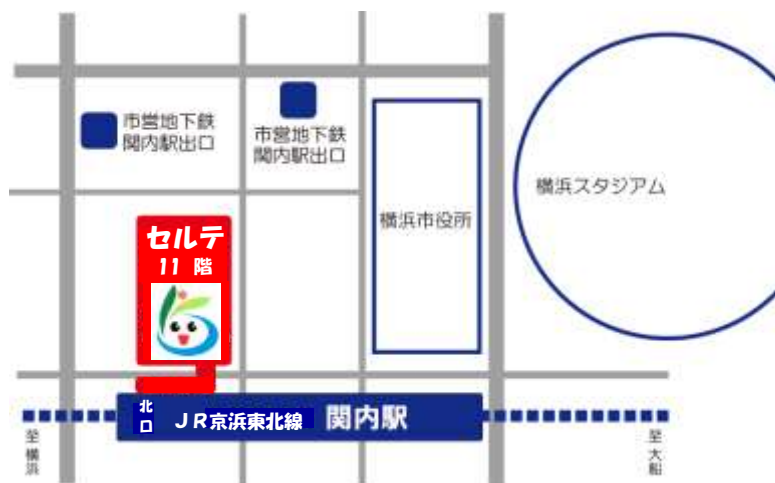 市営地下鉄
関内駅出口
市営地下鉄
関内駅出口
横浜スタジアム
横浜市役所
セルテ
11 階
北口
JR京浜東北線
関内駅
至横浜
至大船